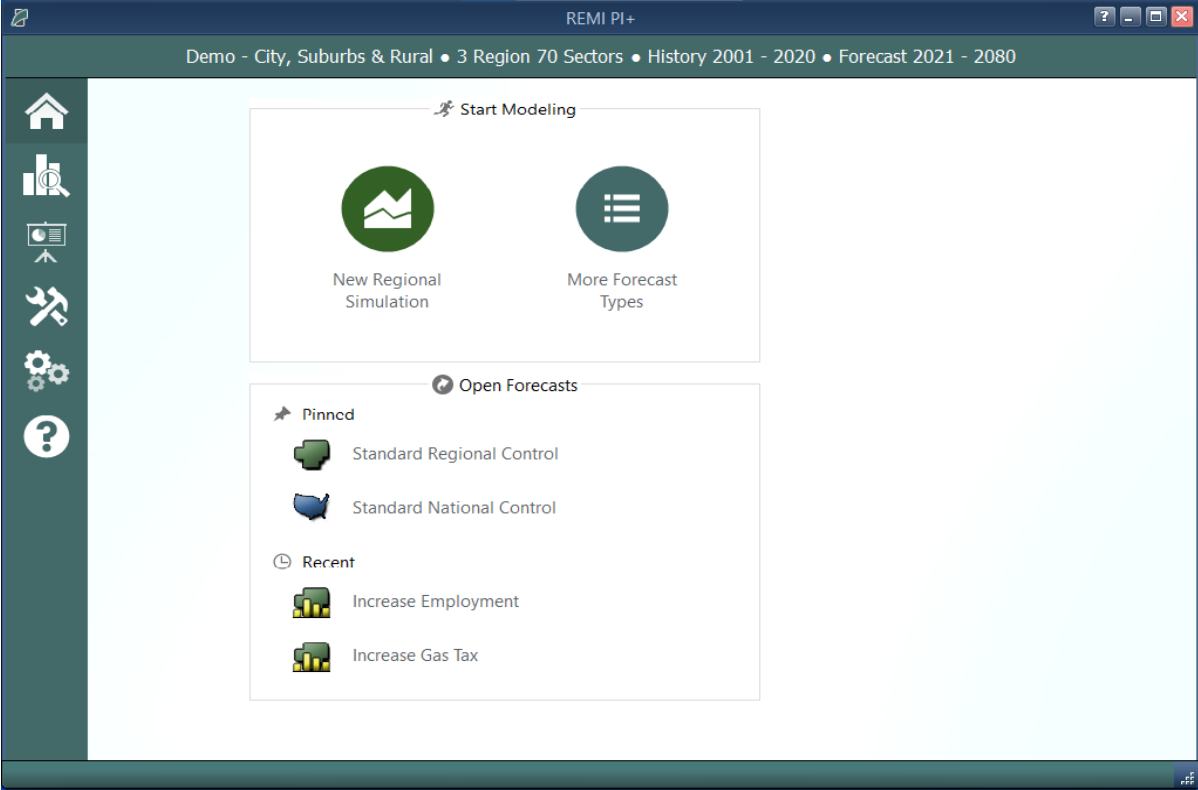 REMI PI+
Demo - City, Suburbs & Rural ● 3 Region 70 Sectors ● History 2001 - 2020 ● Forecast 2021 - 2080
Start Modeling
New Regional
Simulation
More Forecast
Types
Open Forecasts
Pinned
Standard Regional Control
Standard National Control
Recent
Increase Employment
Increase Gas Tax